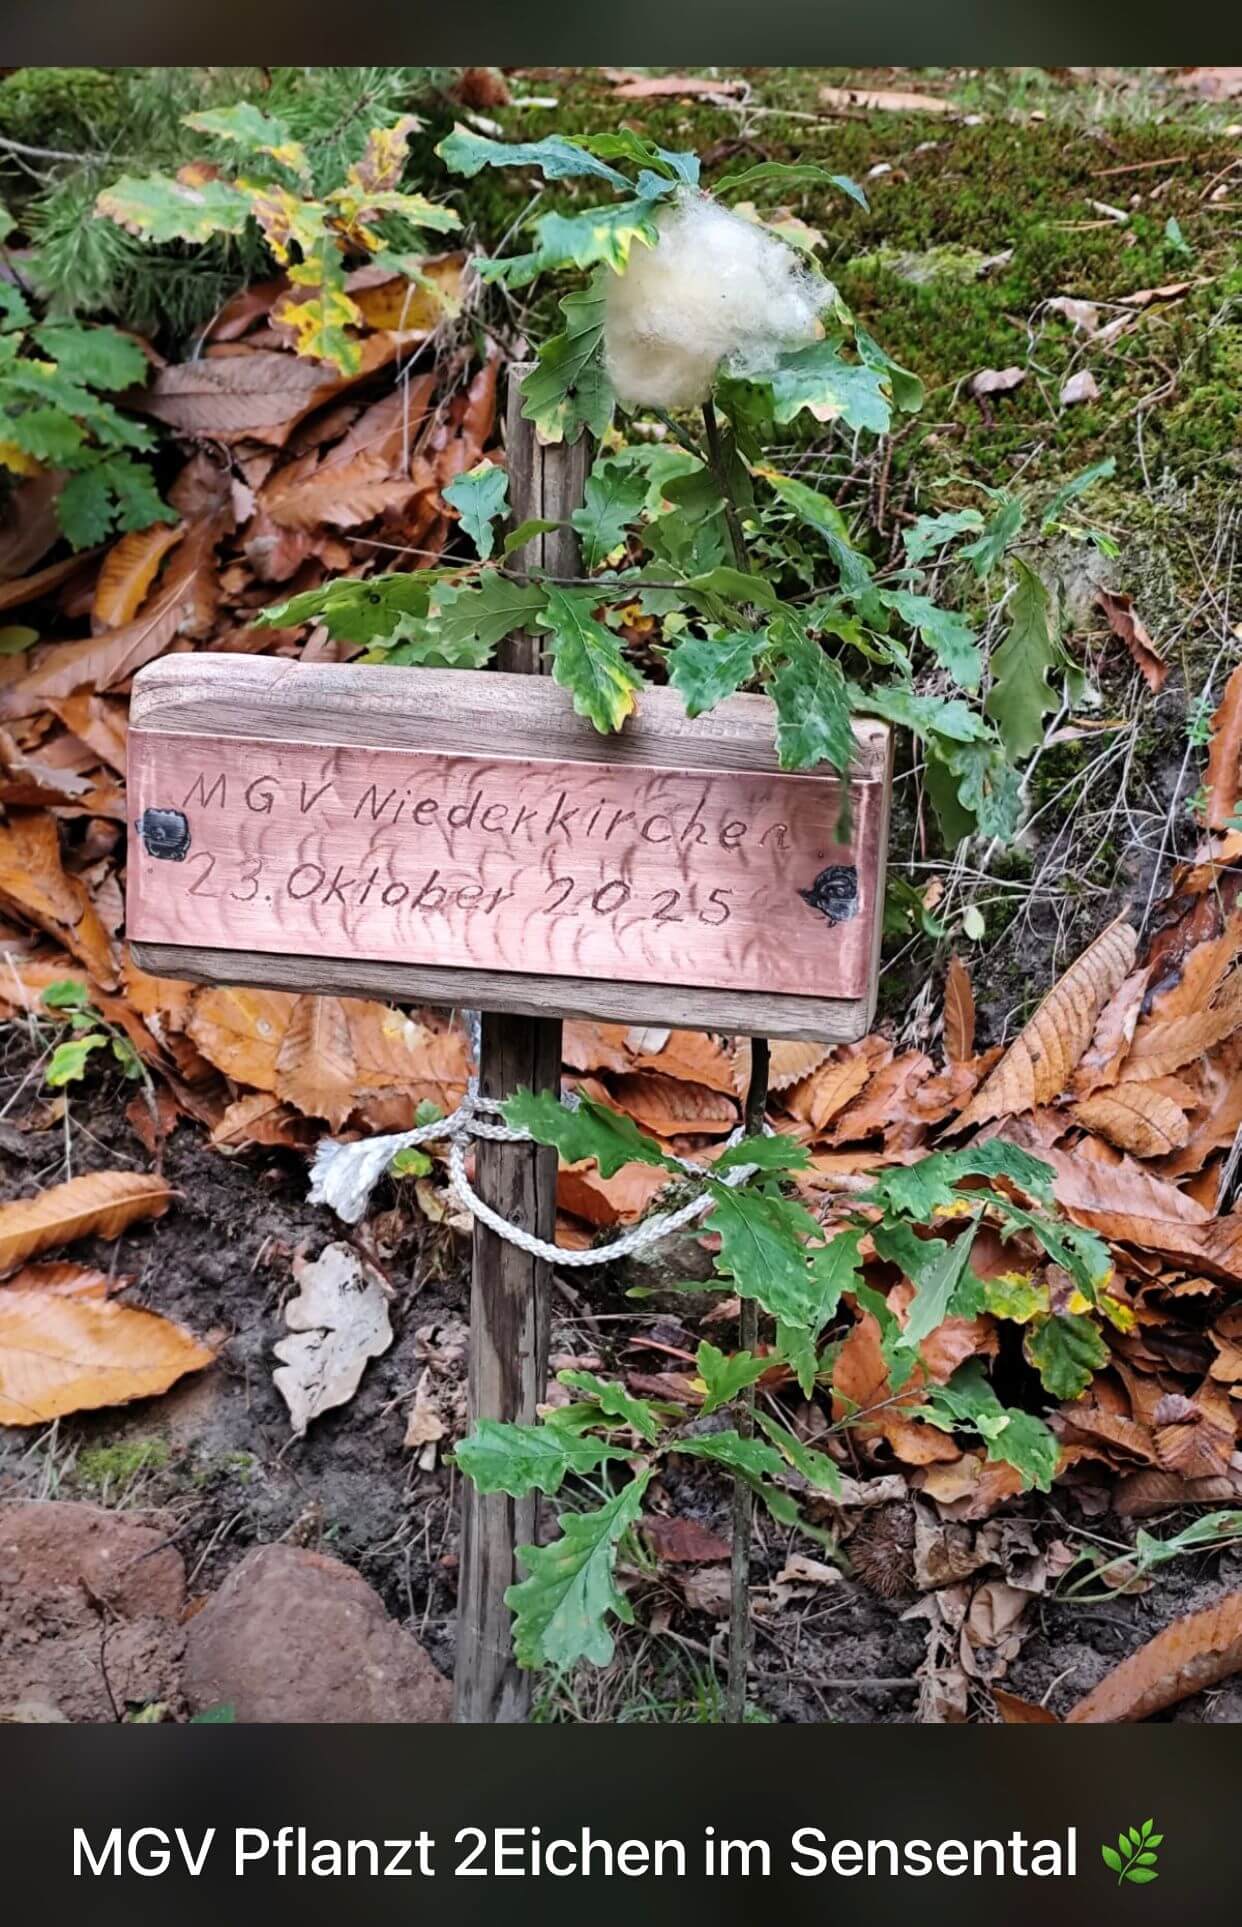 MGV Niederkirchen
23. Oktober 2025
MGV Pflanzt 2Eichen im Sensental 🌿